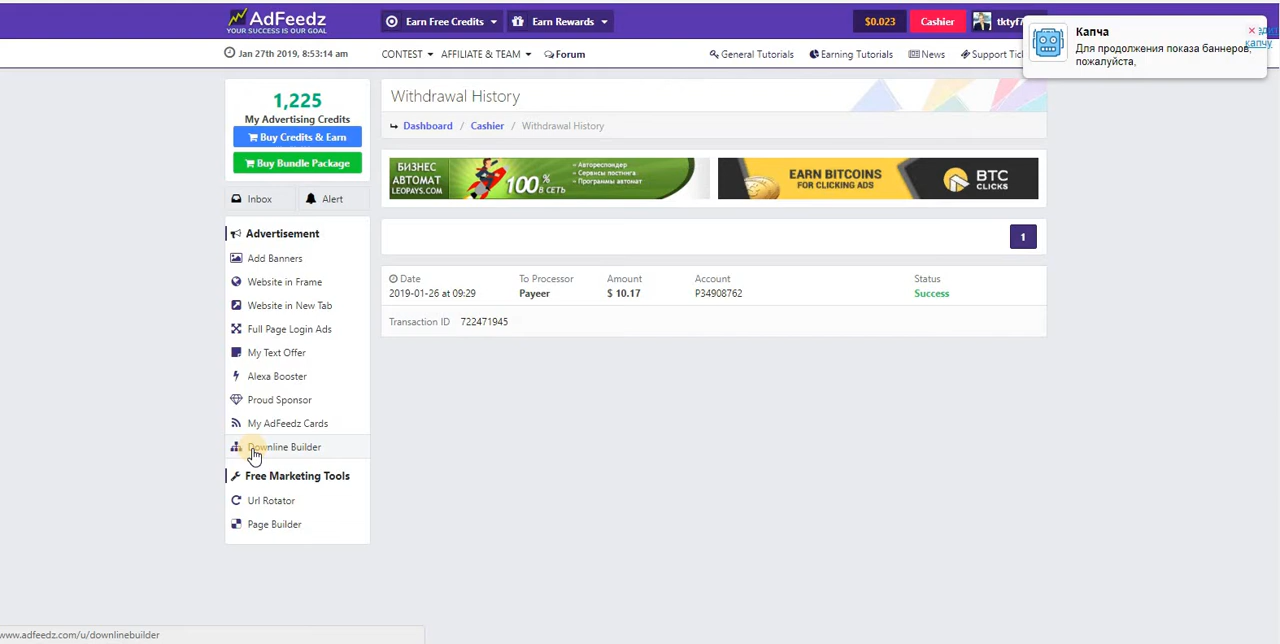 AdFeedz
YOUR SUCCESS IS OUR GOAL
Earn Free Credits
Earn Rewards
$0.023
Cashier
Jan 27th 2019, 8:53:14 am
CONTEST
AFFILIATE & TEAM
Forum
General Tutorials
Earning Tutorials
News
Капча
Для продолжения показа баннеров,
пожалуйста,
капчу
1,225
My Advertising Credits
Buy Credits & Earn
Buy Bundle Package
Inbox
Alert
Advertisement
Add Banners
Website in Frame
Website in New Tab
Full Page Login Ads
My Text Offer
Alexa Booster
Proud Sponsor
My AdFeedz Cards
Downline Builder
Free Marketing Tools
Url Rotator
Page Builder
Withdrawal History
Dashboard / Cashier / Withdrawal History
БИЗНЕС
АВТОМАТ
LEOPAYS.COM
100% В СЕТЬ
- Авторесполдер
- Сервисы постинга
- Программы автомат
EARN BITCOINS
FOR CLICKING ADS
BTC
CLICKS
1
Date
2019-01-26 at 09:29
To Processor
Payeer
Amount
$ 10.17
Account
P34908762
Status
Success
Transaction ID 722471945
www.adfeedz.com/u/downlinebuilder